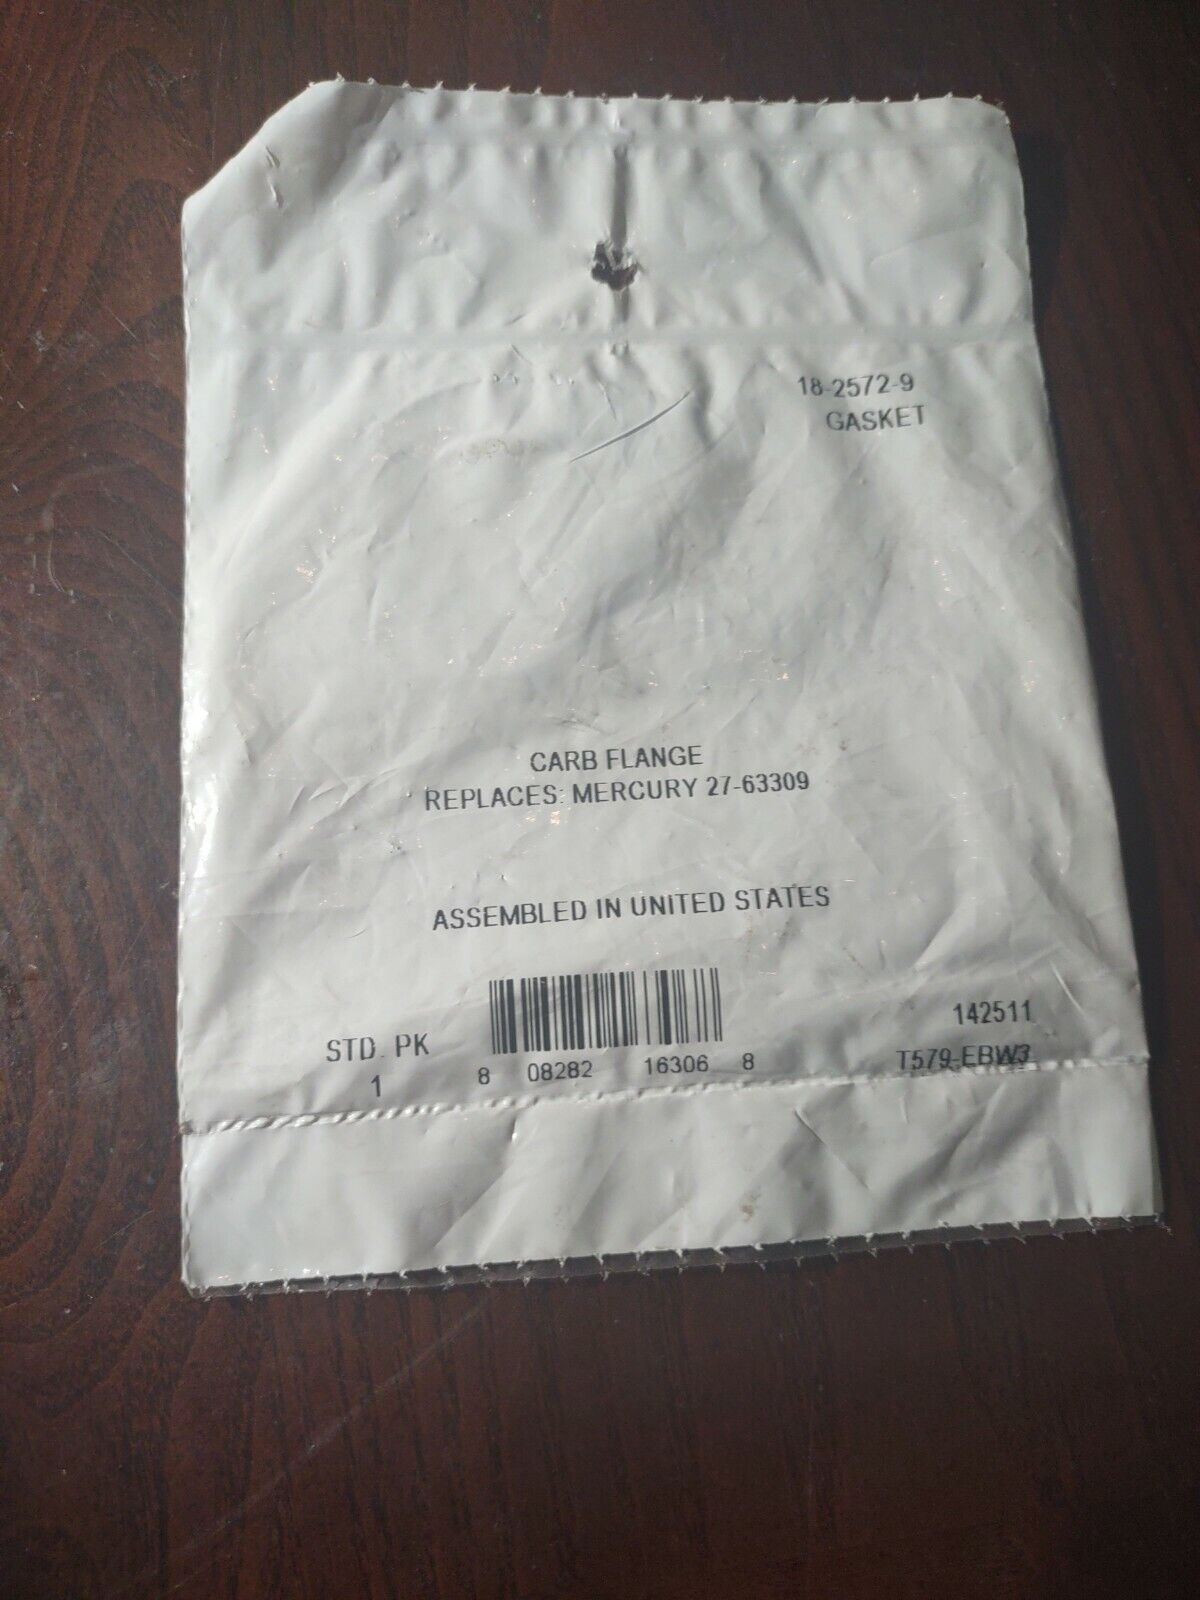 18-2572-9
GASKET
CARB FLANGE
REPLACES: MERCURY 27-63309
ASSEMBLED IN UNITED STATES
STD. PK
1
8 08282 16306 8
142511
T579-EBW3